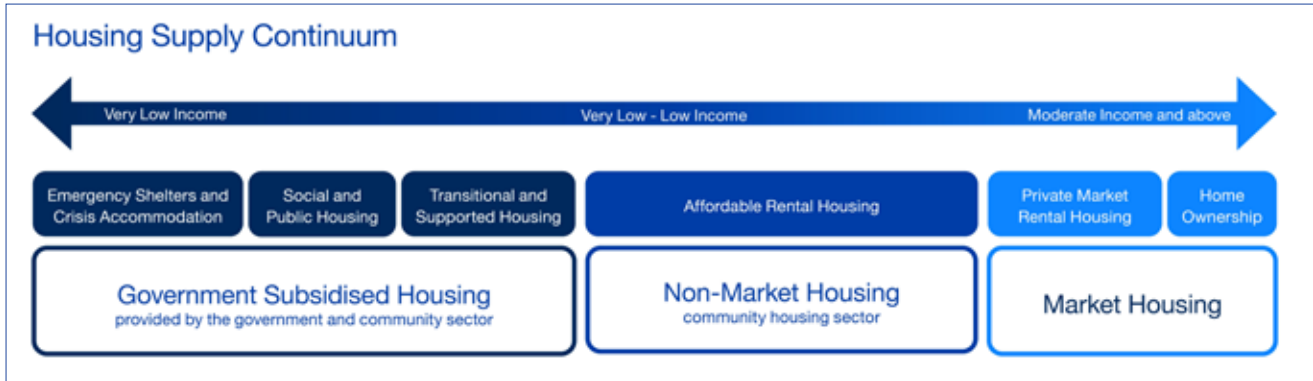 Housing Supply Continuum
Very Low Income
Very Low - Low Income
Moderate Income and above
Emergency Shelters and
Crisis Accommodation
Social and
Public Housing
Transitional and
Supported Housing
Affordable Rental Housing
Private Market
Rental Housing
Home
Ownership
Government Subsidised Housing
provided by the government and community sector
Non-Market Housing
community housing sector
Market Housing